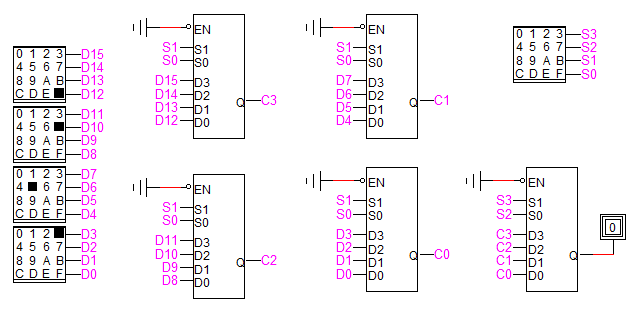 0 1 2 3 D15
4 5 6 7 D14
8 9 A B D13
C D E D12
0 1 2 3 D11
4 5 6 D10
8 9 A B D9
C D E F D8
0 1 2 3 D7
4 6 7 D6
8 9 A B D5
C D E F D4
0 1 2 D3
4 5 6 7 D2
8 9 A B D1
C D E F D0
EN
S1 S1
S0 S0
D15 D3
D14 D2
D13 D1
Q C3
D12 D0
EN
S1 S1
S0 S0
D7 D3
D6 D2
D5 D1
Q C1
D4 D0
0 1 2 3 S3
4 5 6 7 S2
8 9 A B S1
C D E F S0
EN
S1 S1
S0 S0
D11 D3
D10 D2
D9 D1
Q C2
D8 D0
EN
S1 S1
S0 S0
D3 D3
D2 D2
D1 D1
Q C0
D0 D0
EN
S3 S1
S2 S0
C3 D3
C2 D2
C1 D1
Q
C0 D0
0